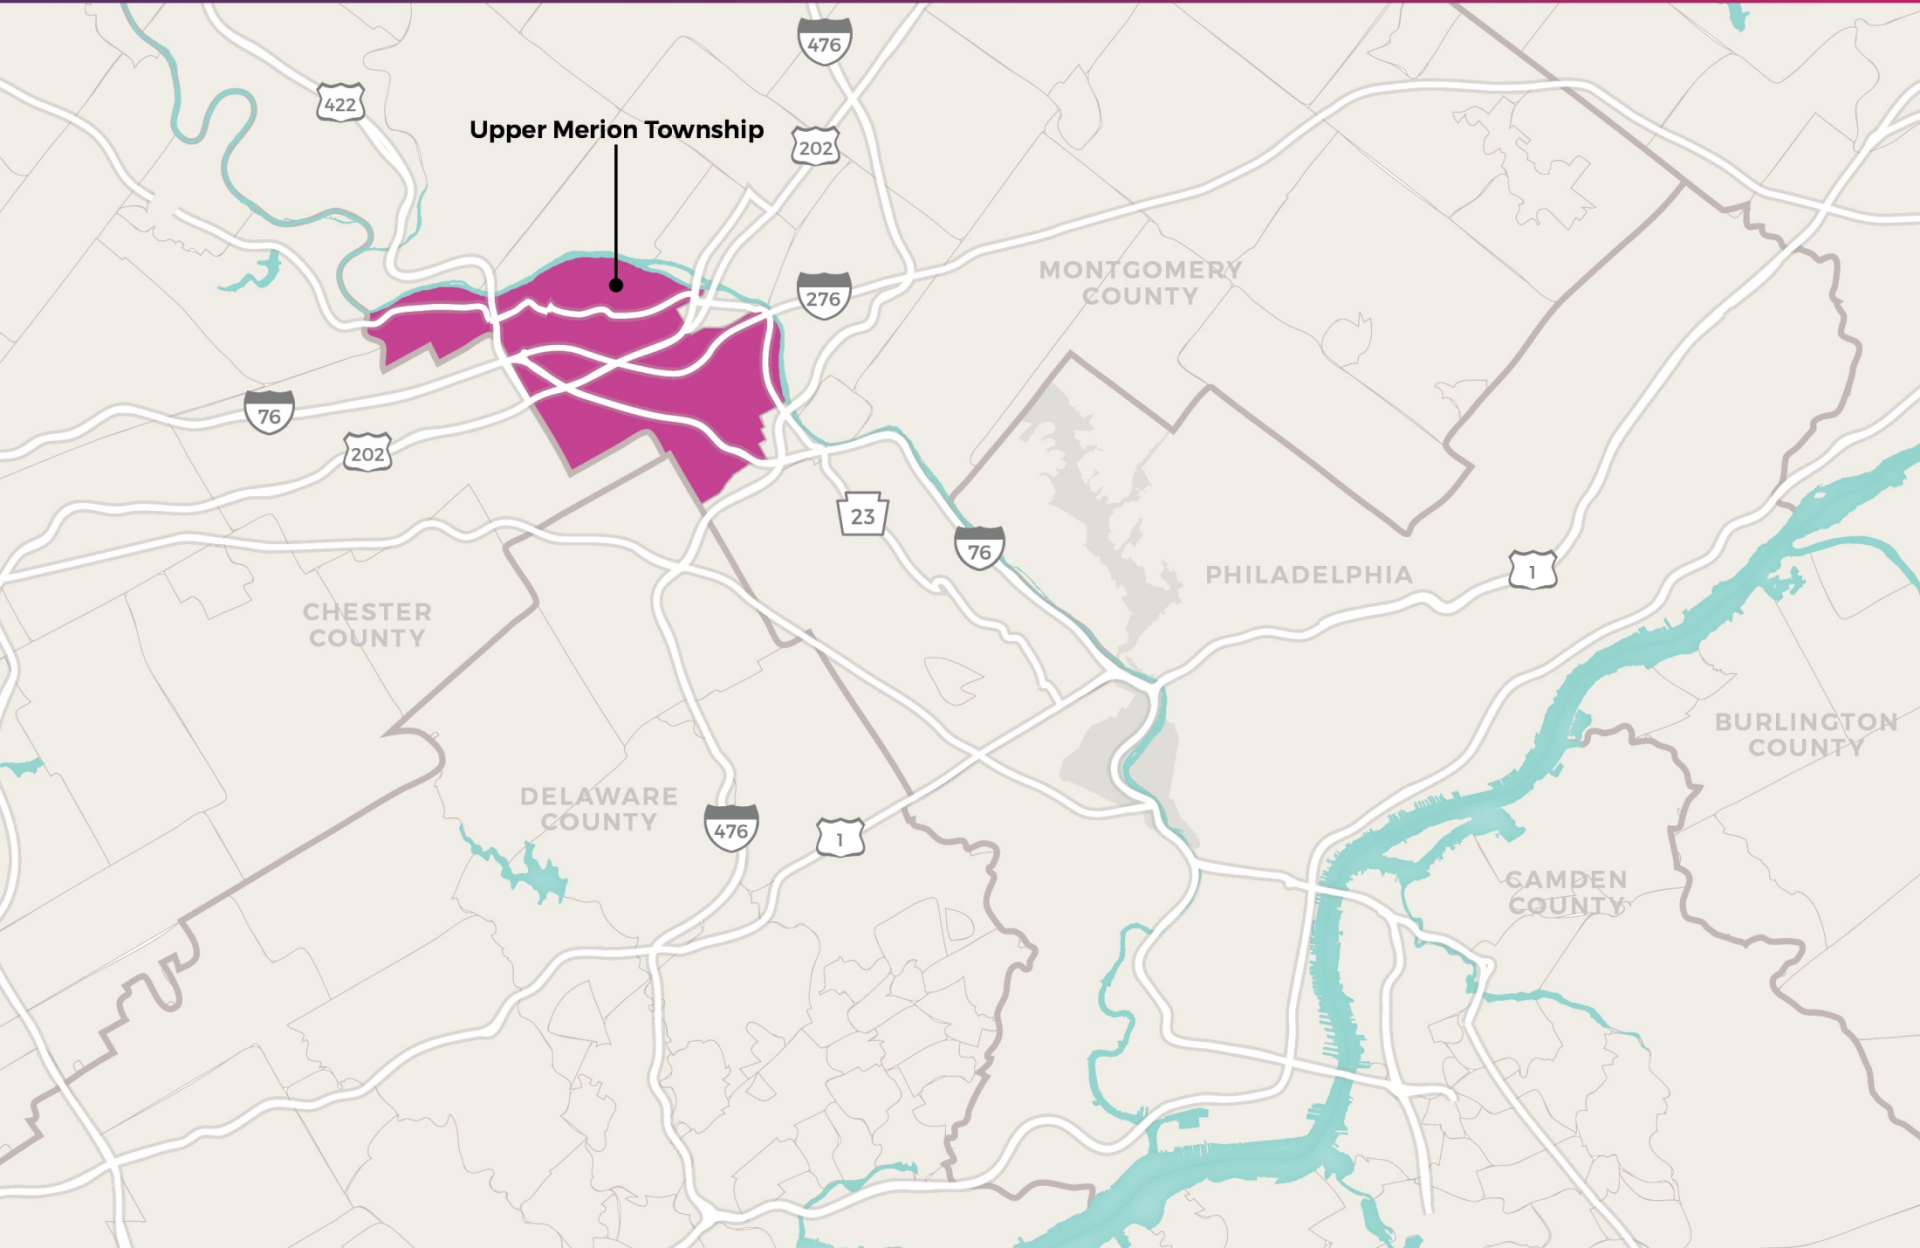 476
422
Upper Merion Township
202
MONTGOMERY
COUNTY
276
76
202
23
76
PHILADELPHIA
1
CHESTER
COUNTY
BURLINGTON
COUNTY
DELAWARE
COUNTY
476
1
CAMDEN
COUNTY